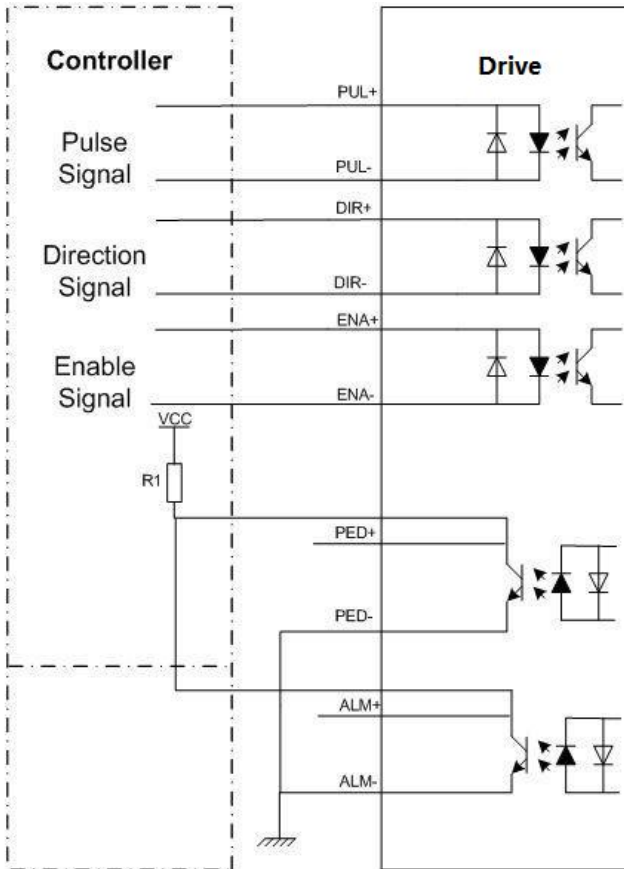 Controller
Drive
PUL+
Pulse
Signal
PUL-
DIR+
Direction
Signal
DIR-
ENA+
Enable
Signal
ENA-
VCC
R1
PED+
PED-
ALM+
ALM-